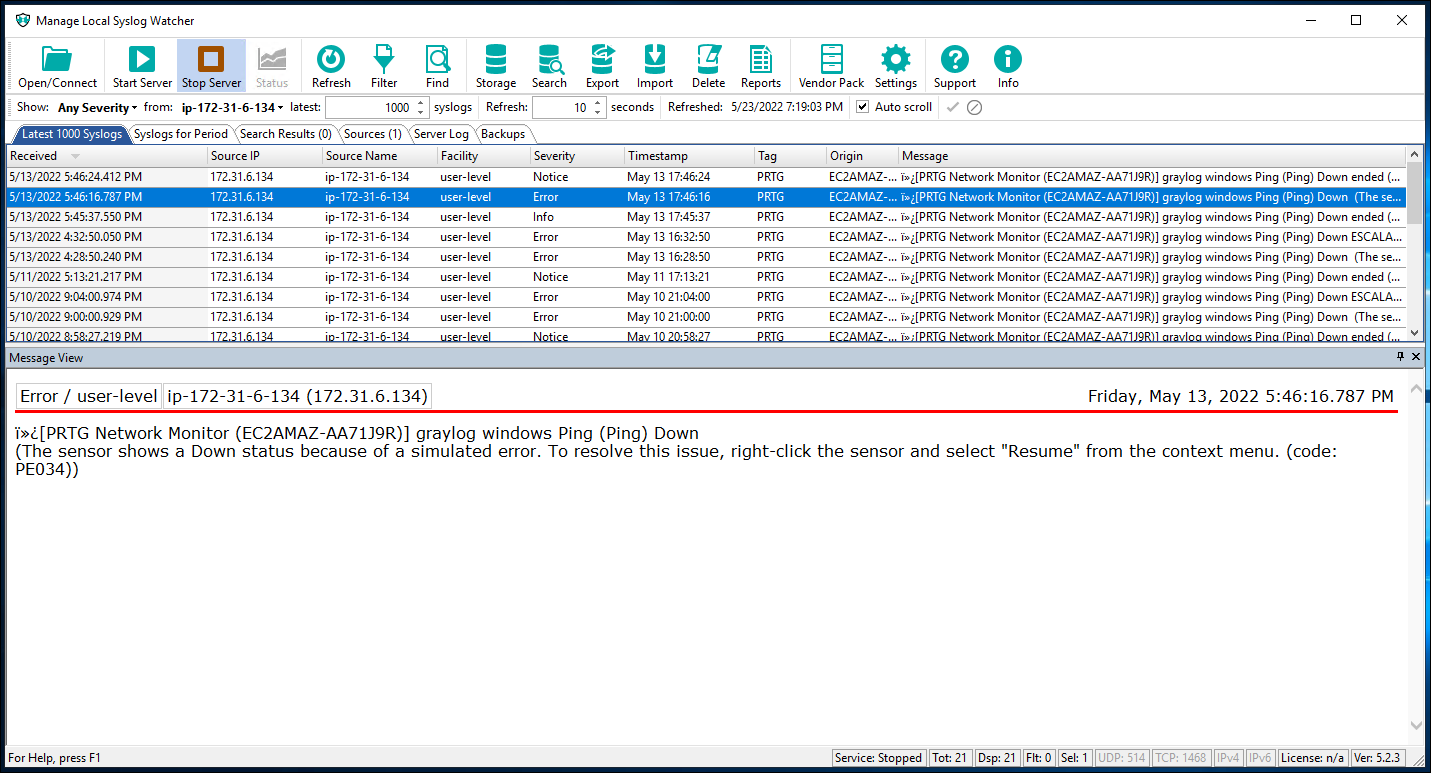 Manage Local Syslog Watcher
Open/Connect Start Server Stop Server Status Refresh Filter Find Storage Search Export Import Delete Reports Vendor Pack Settings Support Info
Show: Any Severity from: ip-172-31-6-134 latest: 1000 syslogs Refresh: 10 seconds Refreshed: 5/23/2022 7:19:03 PM Auto scroll
Latest 1000 Syslogs Syslogs for Period Search Results (0) Sources (1) Server Log Backups
Received Source IP Source Name Facility Severity Timestamp Tag Origin Message
5/13/2022 5:46:24.412 PM 172.31.6.134 ip-172-31-6-134 user-level Notice May 13 17:46:24 PRTG EC2AMAZ-... ï»¿[PRTG Network Monitor (EC2AMAZ-AA71J9R)] graylog windows Ping (Ping) Down ended (...
5/13/2022 5:46:16.787 PM 172.31.6.134 ip-172-31-6-134 user-level Error May 13 17:46:16 PRTG EC2AMAZ-... ï»¿[PRTG Network Monitor (EC2AMAZ-AA71J9R)] graylog windows Ping (Ping) Down (The se...
5/13/2022 5:45:37.550 PM 172.31.6.134 ip-172-31-6-134 user-level Info May 13 17:45:37 PRTG EC2AMAZ-... ï»¿[PRTG Network Monitor (EC2AMAZ-AA71J9R)] graylog windows Ping (Ping) Down ended (...
5/13/2022 4:32:50.050 PM 172.31.6.134 ip-172-31-6-134 user-level Error May 13 16:32:50 PRTG EC2AMAZ-... ï»¿[PRTG Network Monitor (EC2AMAZ-AA71J9R)] graylog windows Ping (Ping) Down ESCALA...
5/13/2022 4:28:50.240 PM 172.31.6.134 ip-172-31-6-134 user-level Error May 13 16:28:50 PRTG EC2AMAZ-... ï»¿[PRTG Network Monitor (EC2AMAZ-AA71J9R)] graylog windows Ping (Ping) Down (The se...
5/11/2022 5:13:21.217 PM 172.31.6.134 ip-172-31-6-134 user-level Notice May 11 17:13:21 PRTG EC2AMAZ-... ï»¿[PRTG Network Monitor (EC2AMAZ-AA71J9R)] graylog windows Ping (Ping) Down ended (...
5/10/2022 9:04:00.974 PM 172.31.6.134 ip-172-31-6-134 user-level Error May 10 21:04:00 PRTG EC2AMAZ-... ï»¿[PRTG Network Monitor (EC2AMAZ-AA71J9R)] graylog windows Ping (Ping) Down ESCALA...
5/10/2022 9:00:00.929 PM 172.31.6.134 ip-172-31-6-134 user-level Error May 10 21:00:00 PRTG EC2AMAZ-... ï»¿[PRTG Network Monitor (EC2AMAZ-AA71J9R)] graylog windows Ping (Ping) Down (The se...
5/10/2022 8:58:27.219 PM 172.31.6.134 ip-172-31-6-134 user-level Notice May 10 20:58:27 PRTG EC2AMAZ-... ï»¿[PRTG Network Monitor (EC2AMAZ-AA71J9R)] graylog windows Ping (Ping) Down ended (...
Message View
Error / user-level ip-172-31-6-134 (172.31.6.134) Friday, May 13, 2022 5:46:16.787 PM
ï»¿[PRTG Network Monitor (EC2AMAZ-AA71J9R)] graylog windows Ping (Ping) Down
(The sensor shows a Down status because of a simulated error. To resolve this issue, right-click the sensor and select "Resume" from the context menu. (code:
PE034))
For Help, press F1 Service: Stopped Tot: 21 Dsp: 21 Flt: 0 Sel: 1 UDP: 514 TCP: 1468 IPv4 IPv6 License: n/a Ver: 5.2.3